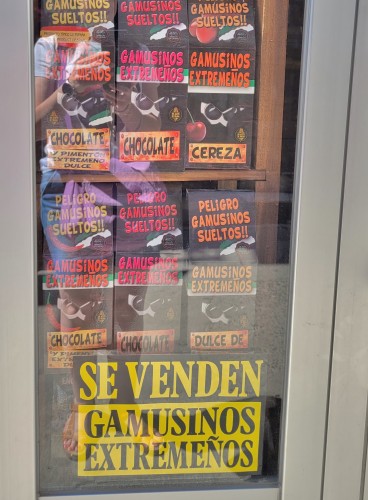 GAMUSINOS
SUELTOS!!
GAMUSINOS
EXTREMEÑOS
CHOCOLATE
Y PIMENTÓN
EXTREMEÑO
DULCE
GAMUSINOS
SUELTOS!!
GAMUSINOS
EXTREMEÑOS
CHOCOLATE
GAMUSINOS
SUELTOS!!
GAMUSINOS
EXTREMEÑOS
CEREZA
PELIGRO
GAMUSINOS
SUELTOS!!
GAMUSINOS
EXTREMEÑOS
CHOCOLATE
PELIGRO
GAMUSINOS
SUELTOS!!
GAMUSINOS
EXTREMEÑOS
CHOCOLATE
PELIGRO
GAMUSINOS
SUELTOS!!
GAMUSINOS
EXTREMEÑOS
DULCE DE
SE VENDEN
GAMUSINOS
EXTREMEÑOS